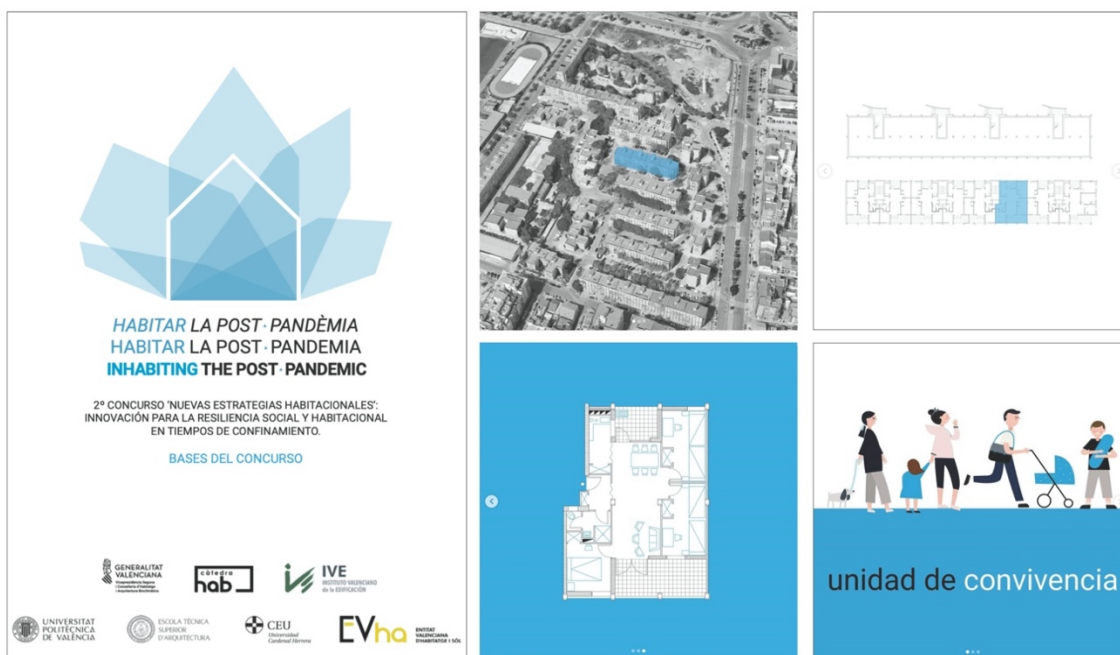 HABITAR LA POST·PANDÈMIA
HABITAR LA POST·PANDEMIA
INHABITING THE POST·PANDEMIC
2º CONCURSO 'NUEVAS ESTRATEGIAS HABITACIONALES':
INNOVACIÓN PARA LA RESILIENCIA SOCIAL Y HABITACIONAL
EN TIEMPOS DE CONFINAMIENTO.
BASES DEL CONCURSO
GENERALITAT
VALENCIANA
càtedra
hab
IVE
INSTITUTO VALENCIANO
de la EDIFICACIÓN
UNIVERSITAT
POLITÈCNICA
DE VALÈNCIA
ESCOLA TÈCNICA
SUPERIOR
D'ARQUITECTURA
CEU
Universidad
Cardenal Herrera
EVha
ENTITAT
VALENCIANA
D'HABITATGE I SÒL
unidad de convivencia